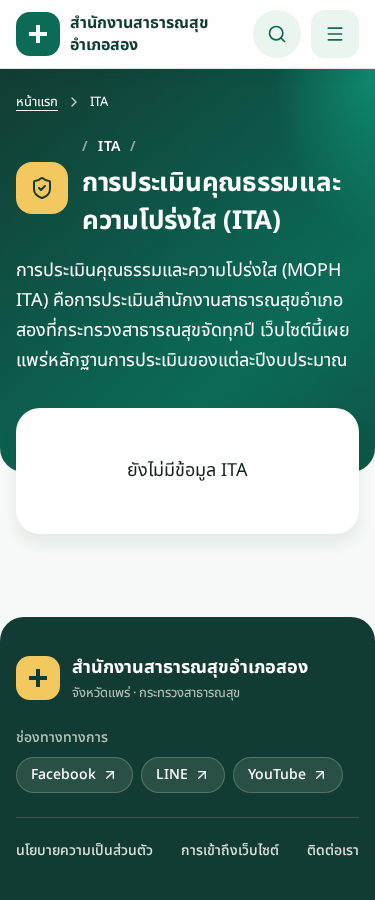 สำนักงานสาธารณสุข
อำเภอสอง
หน้าแรก > ITA
/ ITA /
การประเมินคุณธรรมและ
ความโปร่งใส (ITA)
การประเมินคุณธรรมและความโปร่งใส (MOPH
ITA) คือการประเมินสำนักงานสาธารณสุขอำเภอ
สองที่กระทรวงสาธารณสุขจัดทุกปี เว็บไซต์นี้เผย
แพร่หลักฐานการประเมินของแต่ละปีงบประมาณ
ยังไม่มีข้อมูล ITA
สำนักงานสาธารณสุขอำเภอสอง
จังหวัดแพร่ · กระทรวงสาธารณสุข
ช่องทางทางการ
Facebook LINE YouTube
นโยบายความเป็นส่วนตัว การเข้าถึงเว็บไซต์ ติดต่อเรา